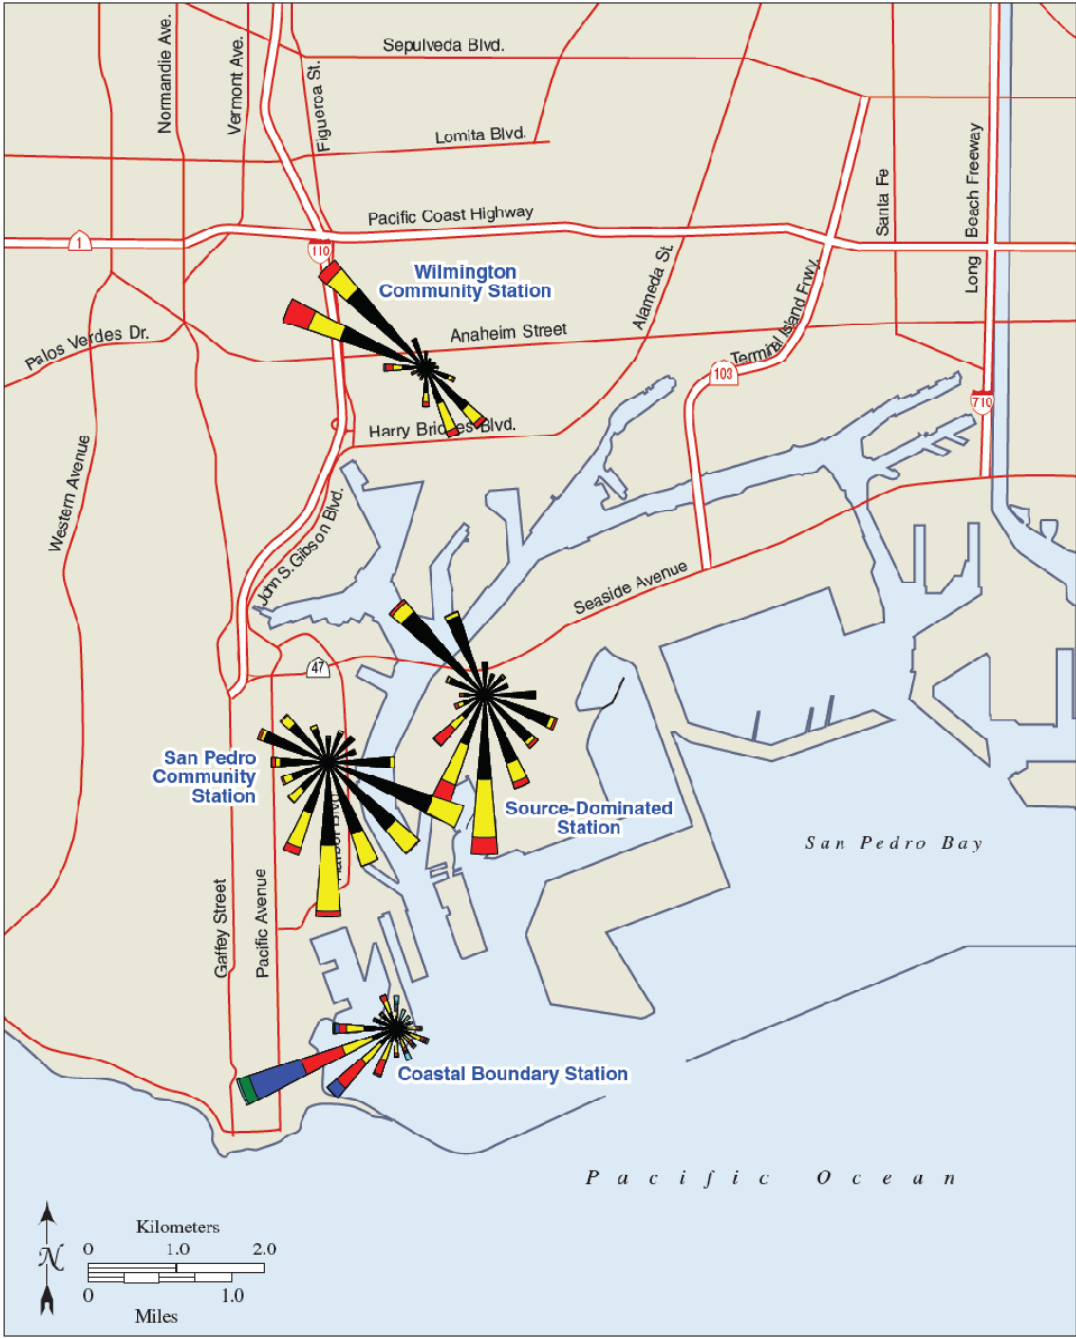 Sepulveda Blvd.
Normandie Ave.
Vermont Ave.
Figueroa St.
Lomita Blvd.
Santa Fe
Long Beach Freeway
Pacific Coast Highway
1
110
Wilmington
Community Station
Alameda St.
Terminal Island Frwy.
Anaheim Street
Palos Verdes Dr.
103
710
Harry Bridges Blvd.
Western Avenue
John S. Gibson Blvd.
Seaside Avenue
47
San Pedro
Community
Station
Harbor Blvd.
Source-Dominated
Station
San Pedro Bay
Gaffey Street
Pacific Avenue
Coastal Boundary Station
Pacific Ocean
N
Kilometers
0 1.0 2.0
0 1.0
Miles